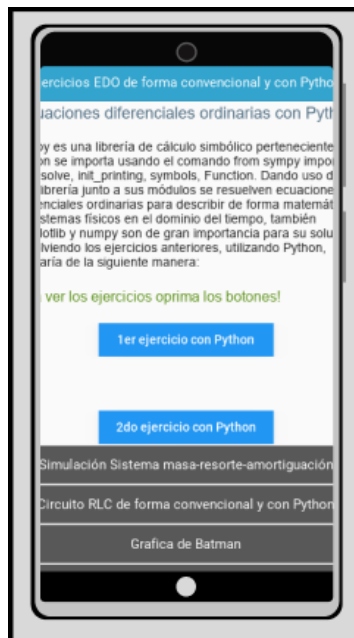 ercicios EDO de forma convencional y con Pytho
uaciones diferenciales ordinarias con Pyth
oy es una librería de cálculo simbólico perteneciente
on se importa usando el comando from sympy impo
solve, init_printing, symbols, Function. Dando uso d
librería junto a sus módulos se resuelven ecuacione
enciales ordinarias para describir de forma matemát
stemas físicos en el dominio del tiempo, también
lotlib y numpy son de gran importancia para su solu
lviendo los ejercicios anteriores, utilizando Python,
aría de la siguiente manera:
ver los ejercicios oprima los botones!
1er ejercicio con Python
2do ejercicio con Python
Simulación Sistema masa-resorte-amortiguación
Circuito RLC de forma convencional y con Python
Grafica de Batman